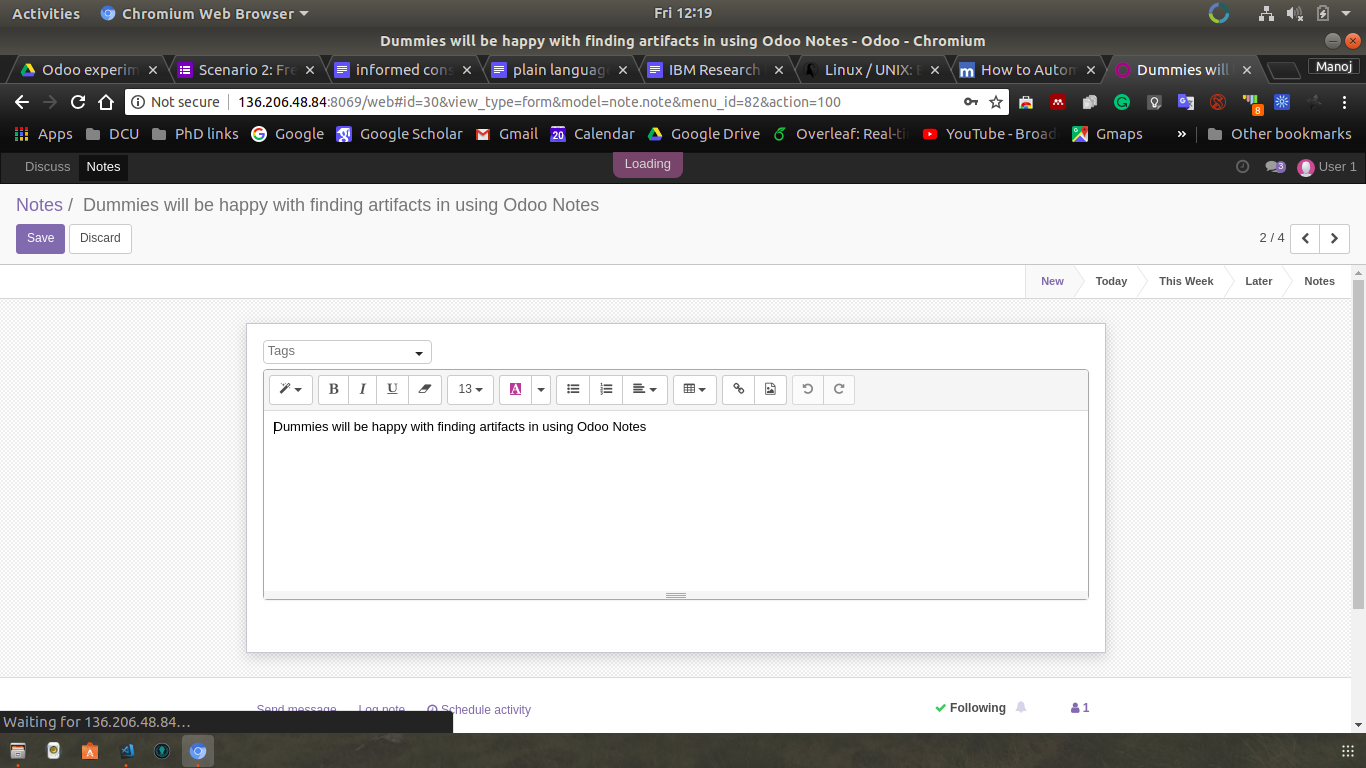 Activities Chromium Web Browser Fri 12:19
Dummies will be happy with finding artifacts in using Odoo Notes - Odoo - Chromium
Odoo experim Scenario 2: Fre informed cons plain language IBM Research Linux / UNIX: How to Autom Dummies will Manoj
Not secure 136.206.48.84:8069/web#id=30&view_type=form&model=note.note&menu_id=82&action=100 8
Apps DCU PhD links Google Google Scholar Gmail 20 Calendar Google Drive Overleaf: Real-ti YouTube - Broad Gmaps » Other bookmarks
Discuss Notes Loading 3 User 1
Notes / Dummies will be happy with finding artifacts in using Odoo Notes
Save Discard 2 / 4
New Today This Week Later Notes
Tags
B I U 13 A
Dummies will be happy with finding artifacts in using Odoo Notes
Send message Log note Schedule activity Following 1
Waiting for 136.206.48.84...